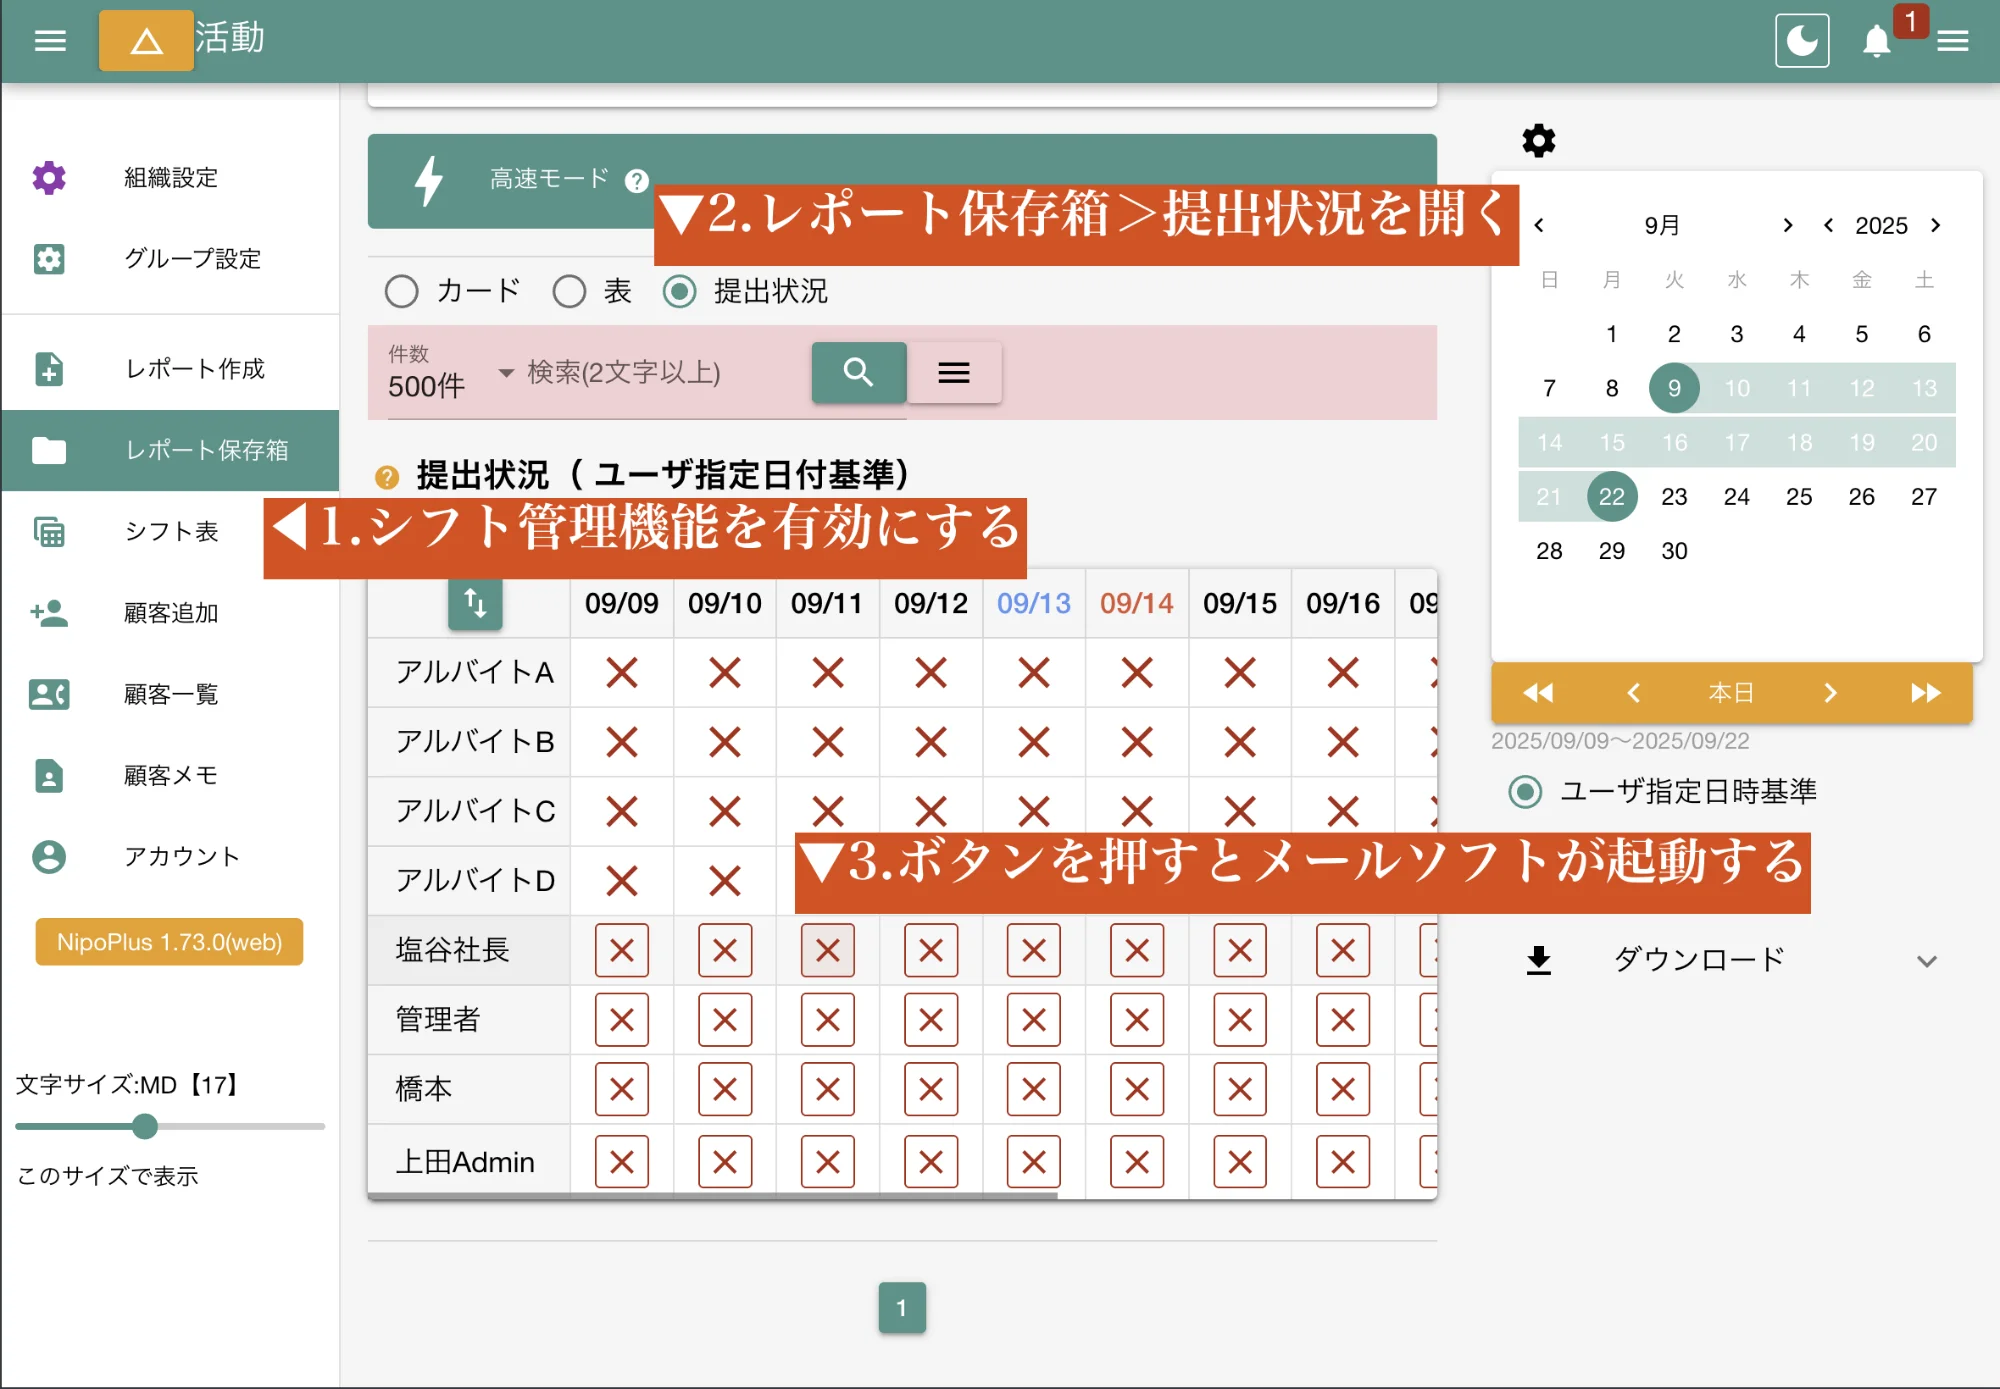 活動
1
組織設定
グループ設定
レポート作成
レポート保存箱
シフト表
顧客追加
顧客一覧
顧客メモ
アカウント
NipoPlus 1.73.0(web)
文字サイズ:MD【17】
このサイズで表示
高速モード
▼2.レポート保存箱＞提出状況を開く
カード 表 提出状況
件数
500件 検索(2文字以上)
提出状況（ ユーザ指定日付基準）
◀1.シフト管理機能を有効にする
09/09 09/10 09/11 09/12 09/13 09/14 09/15 09/16 09
アルバイトA
アルバイトB
アルバイトC
アルバイトD
▼3.ボタンを押すとメールソフトが起動する
塩谷社長
管理者
橋本
上田Admin
1
9月 2025
日 月 火 水 木 金 土
1 2 3 4 5 6
7 8 9 10 11 12 13
14 15 16 17 18 19 20
21 22 23 24 25 26 27
28 29 30
本日
2025/09/09〜2025/09/22
ユーザ指定日時基準
ダウンロード